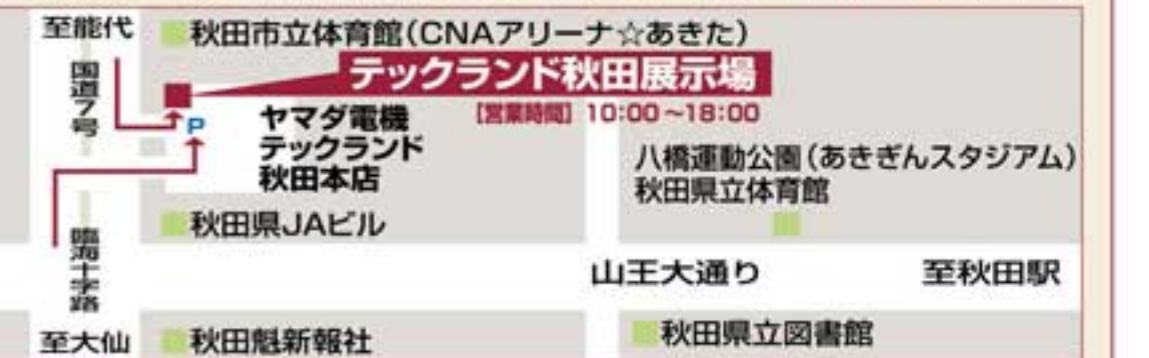 至能代
国道7号
臨海十字路
至大仙
秋田市立体育館(CNAアリーナ☆あきた)
テックランド秋田展示場
[営業時間] 10:00~18:00
P
ヤマダ電機
テックランド
秋田本店
八橋運動公園(あきぎんスタジアム)
秋田県立体育館
秋田県JAビル
山王大通り
至秋田駅
秋田魁新報社
秋田県立図書館